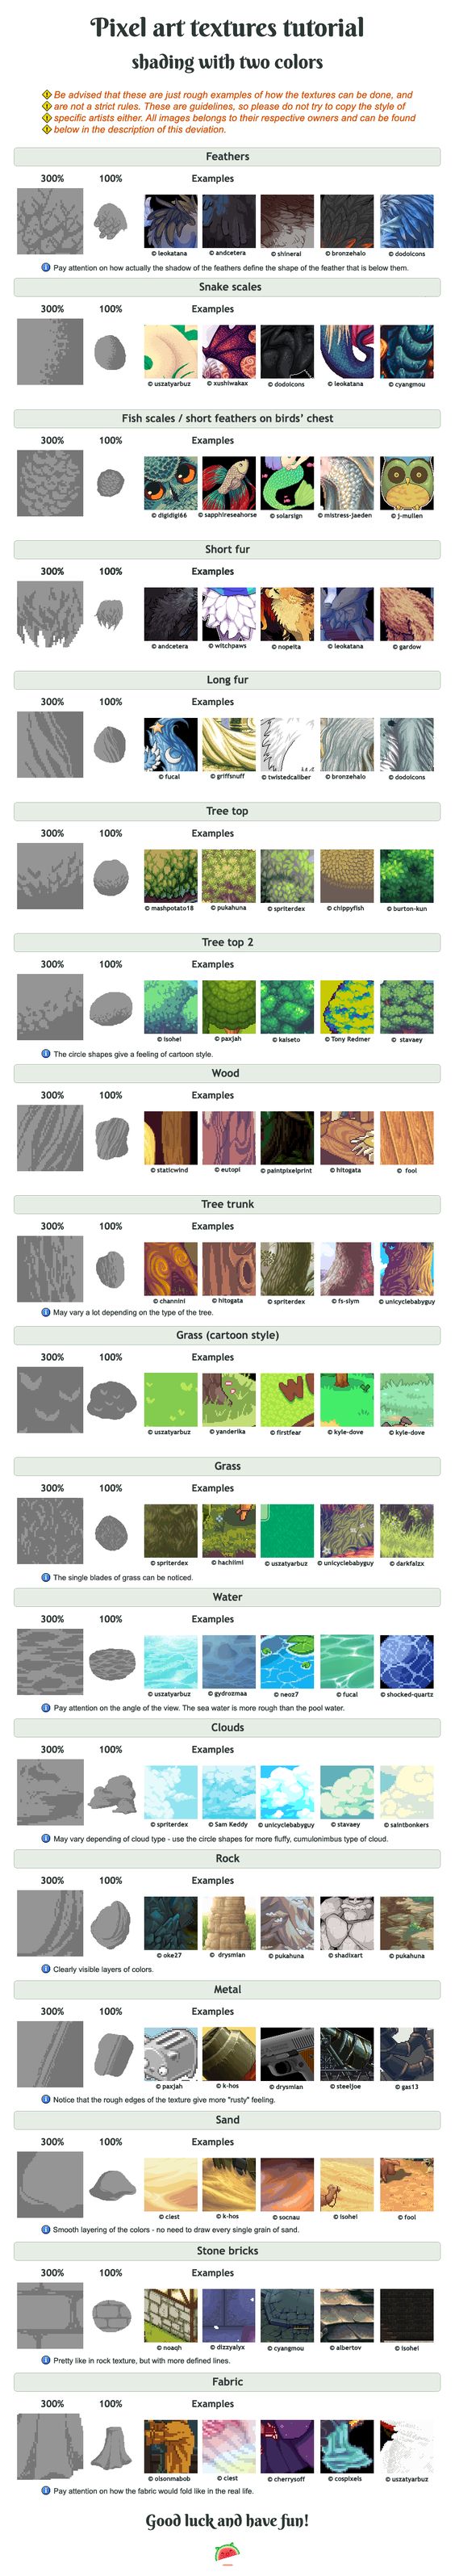 Pixel art textures tutorial
shading with two colors
Be advised that these are just rough examples of how the textures can be done, and
are not a strict rules. These are guidelines, so please do not try to copy the style of
specific artists either. All images belongs to their respective owners and can be found
below in the description of this deviation.
Feathers
300% 100% Examples
© leokatana © andcetera © shinerai © bronzehalo © dodoicons
Pay attention on how actually the shadow of the feathers define the shape of the feather that is below them.
Snake scales
300% 100% Examples
© uszatyarbuz © xushiwakax © dodoicons © leokatana © cyangmou
Fish scales / short feathers on birds' chest
300% 100% Examples
© digidigi66 © sapphireseahorse © solarsign © mistress-jaeden © j-mullen
Short fur
300% 100% Examples
© andcetera © witchpaws © nopeita © leokatana © gardow
Long fur
300% 100% Examples
© fucal © griffsnuff © twistedcaliber © bronzehalo © dodoicons
Tree top
300% 100% Examples
© mashpotato18 © pukahuna © spriterdex © chippyfish © burton-kun
Tree top 2
300% 100% Examples
© isohei © paxjah © kaiseto © Tony Redmer © stavaey
The circle shapes give a feeling of cartoon style.
Wood
300% 100% Examples
© staticwind © eutopi © paintpixelprint © hitogata © fool
Tree trunk
300% 100% Examples
© channini © hitogata © spriterdex © fs-slym © unicyclebabyguy
May vary a lot depending on the type of the tree.
Grass (cartoon style)
300% 100% Examples
© uszatyarbuz © yanderika © firstfear © kyle-dove © kyle-dove
Grass
300% 100% Examples
© spriterdex © hachiimi © uszatyarbuz © unicyclebabyguy © darkfalzx
The single blades of grass can be noticed.
Water
300% 100% Examples
© uszatyarbuz © gydrozmaa © neoz7 © fucal © shocked-quartz
Pay attention on the angle of the view. The sea water is more rough than the pool water.
Clouds
300% 100% Examples
© spriterdex © Sam Keddy © unicyclebabyguy © stavaey © saintbonkers
May vary depending of cloud type - use the circle shapes for more fluffy, cumulonimbus type of cloud.
Rock
300% 100% Examples
© oke27 © drysmian © pukahuna © shadixart © pukahuna
Clearly visible layers of colors.
Metal
300% 100% Examples
© paxjah © k-hos © drysmian © steeljoe © gas13
Notice that the rough edges of the texture give more "rusty" feeling.
Sand
300% 100% Examples
© ciest © k-hos © socnau © isohei © fool
Smooth layering of the colors - no need to draw every single grain of sand.
Stone bricks
300% 100% Examples
© noaqh © dizzyalyx © cyangmou © albertov © isohei
Pretty like in rock texture, but with more defined lines.
Fabric
300% 100% Examples
© olsonmabob © ciest © cherrysoff © cospixels © uszatyarbuz
Pay attention on how the fabric would fold like in the real life.
Good luck and have fun!